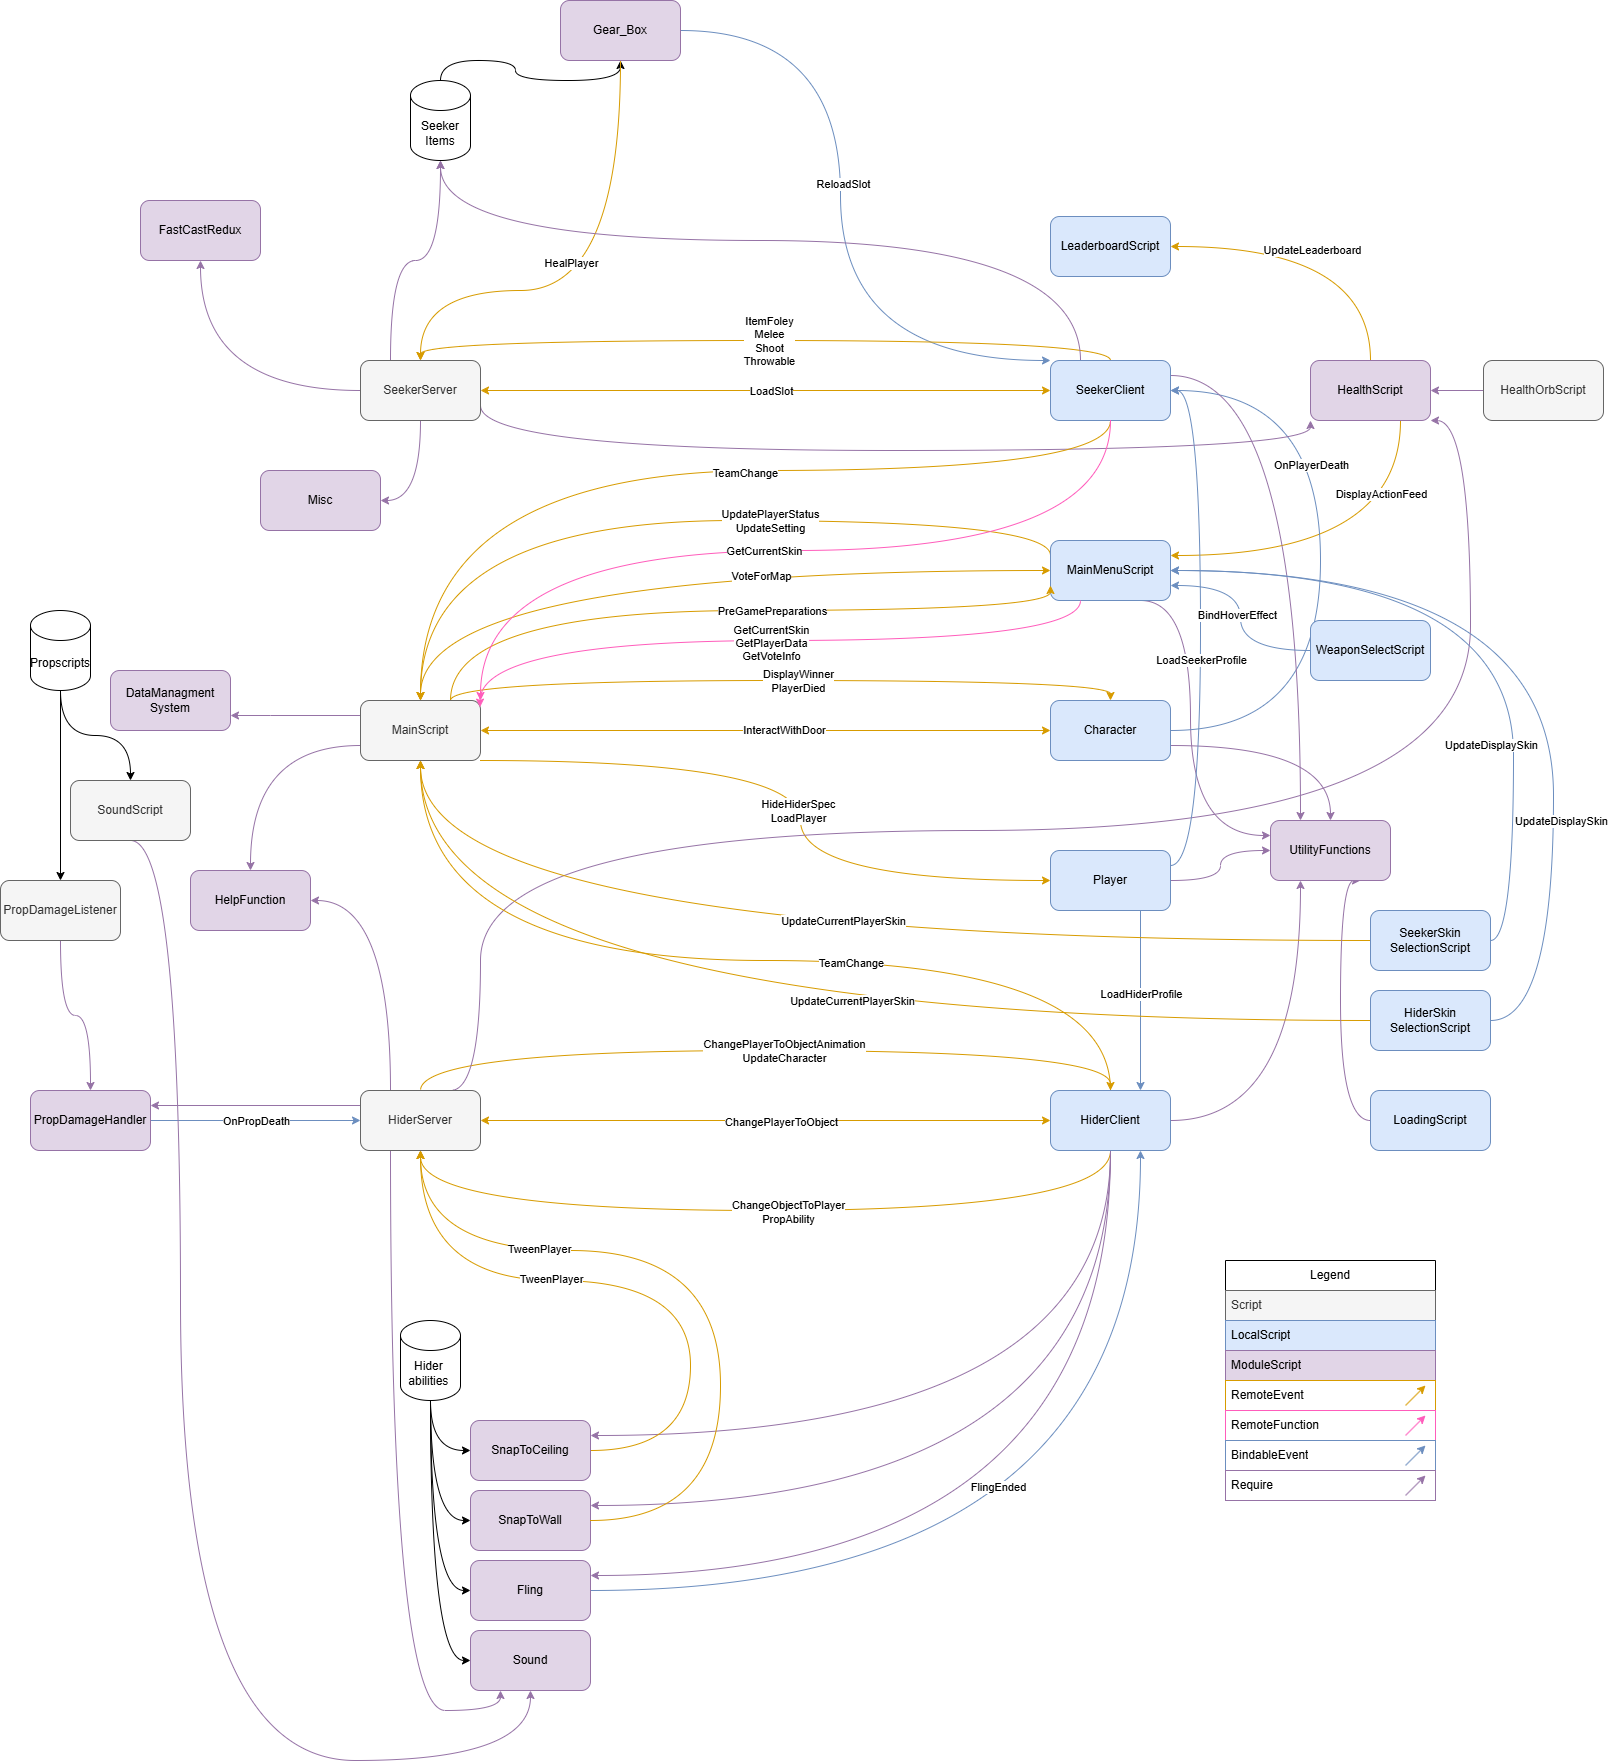 Gear_Box
Seeker
Items
ReloadSlot
FastCastRedux
LeaderboardScript
UpdateLeaderboard
HealPlayer
ItemFoley
Melee
Shoot
Throwable
SeekerServer
LoadSlot
SeekerClient
HealthScript
HealthOrbScript
TeamChange
OnPlayerDeath
DisplayActionFeed
Misc
UpdatePlayerStatus
UpdateSetting
GetCurrentSkin
VoteForMap
MainMenuScript
PreGamePreparations
BindHoverEffect
GetCurrentSkin
GetPlayerData
GetVoteInfo
WeaponSelectScript
LoadSeekerProfile
Propscripts
DataManagment
System
DisplayWinner
PlayerDied
MainScript
InteractWithDoor
Character
UpdateDisplySkin
SoundScript
HideHiderSpec
LoadPlayer
UpdateDisplySkin
UtilityFunctions
Player
HelpFunction
PropDamageListener
UpdateCurrentPlayerSkin
SeekerSkin
SelectionScript
TeamChange
LoadHiderProfile
UpdateCurrentPlayerSkin
HiderSkin
SelectionScript
ChangePlayerToObjectAnimation
UpdateCharacter
PropDamageHandler
OnPropDeath
HiderServer
ChangePlayerToObject
HiderClient
LoadingScript
ChangeObjectToPlayer
PropAbility
TweenPlayer
TweenPlayer
Hider
abilities
SnapToCeiling
FlingEnded
SnapToWall
Fling
Sound
Legend
Script
LocalScript
ModuleScript
RemoteEvent
RemoteFunction
BindableEvent
Require